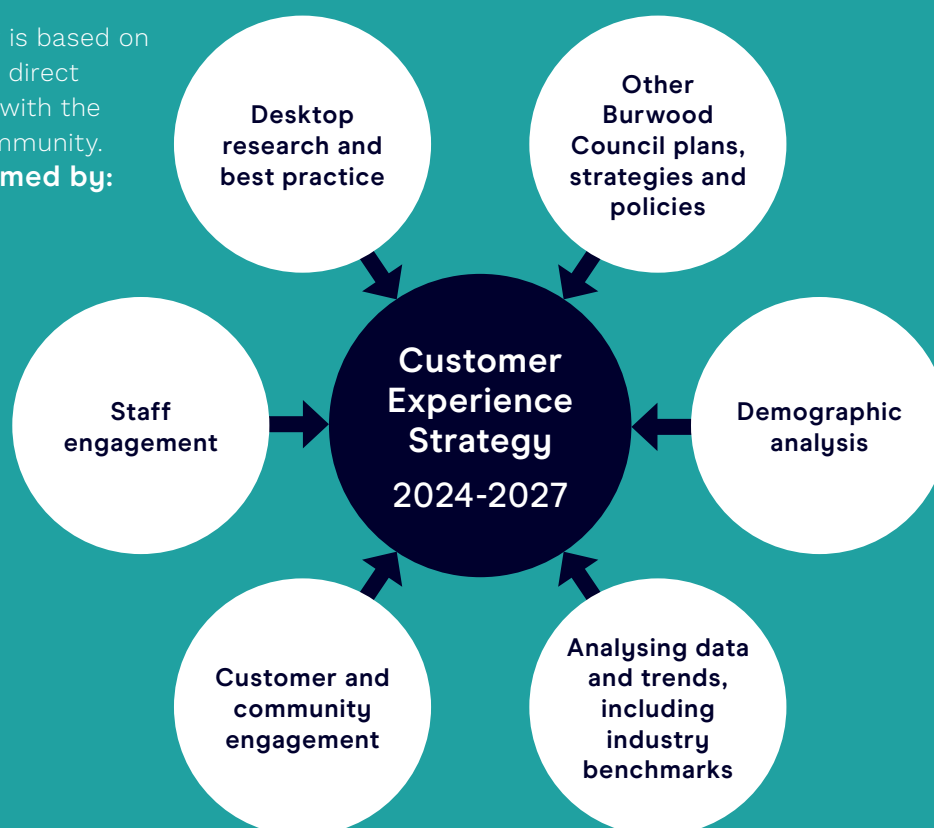 is based on
direct
with the
med by:
Desktop
research and
best practice
Other
Burwood
Council plans,
strategies and
policies
Staff
engagement
Customer
Experience
Strategy
2024-2027
Demographic
analysis
Customer and
community
engagement
Analysing data
and trends,
including
industry
benchmarks